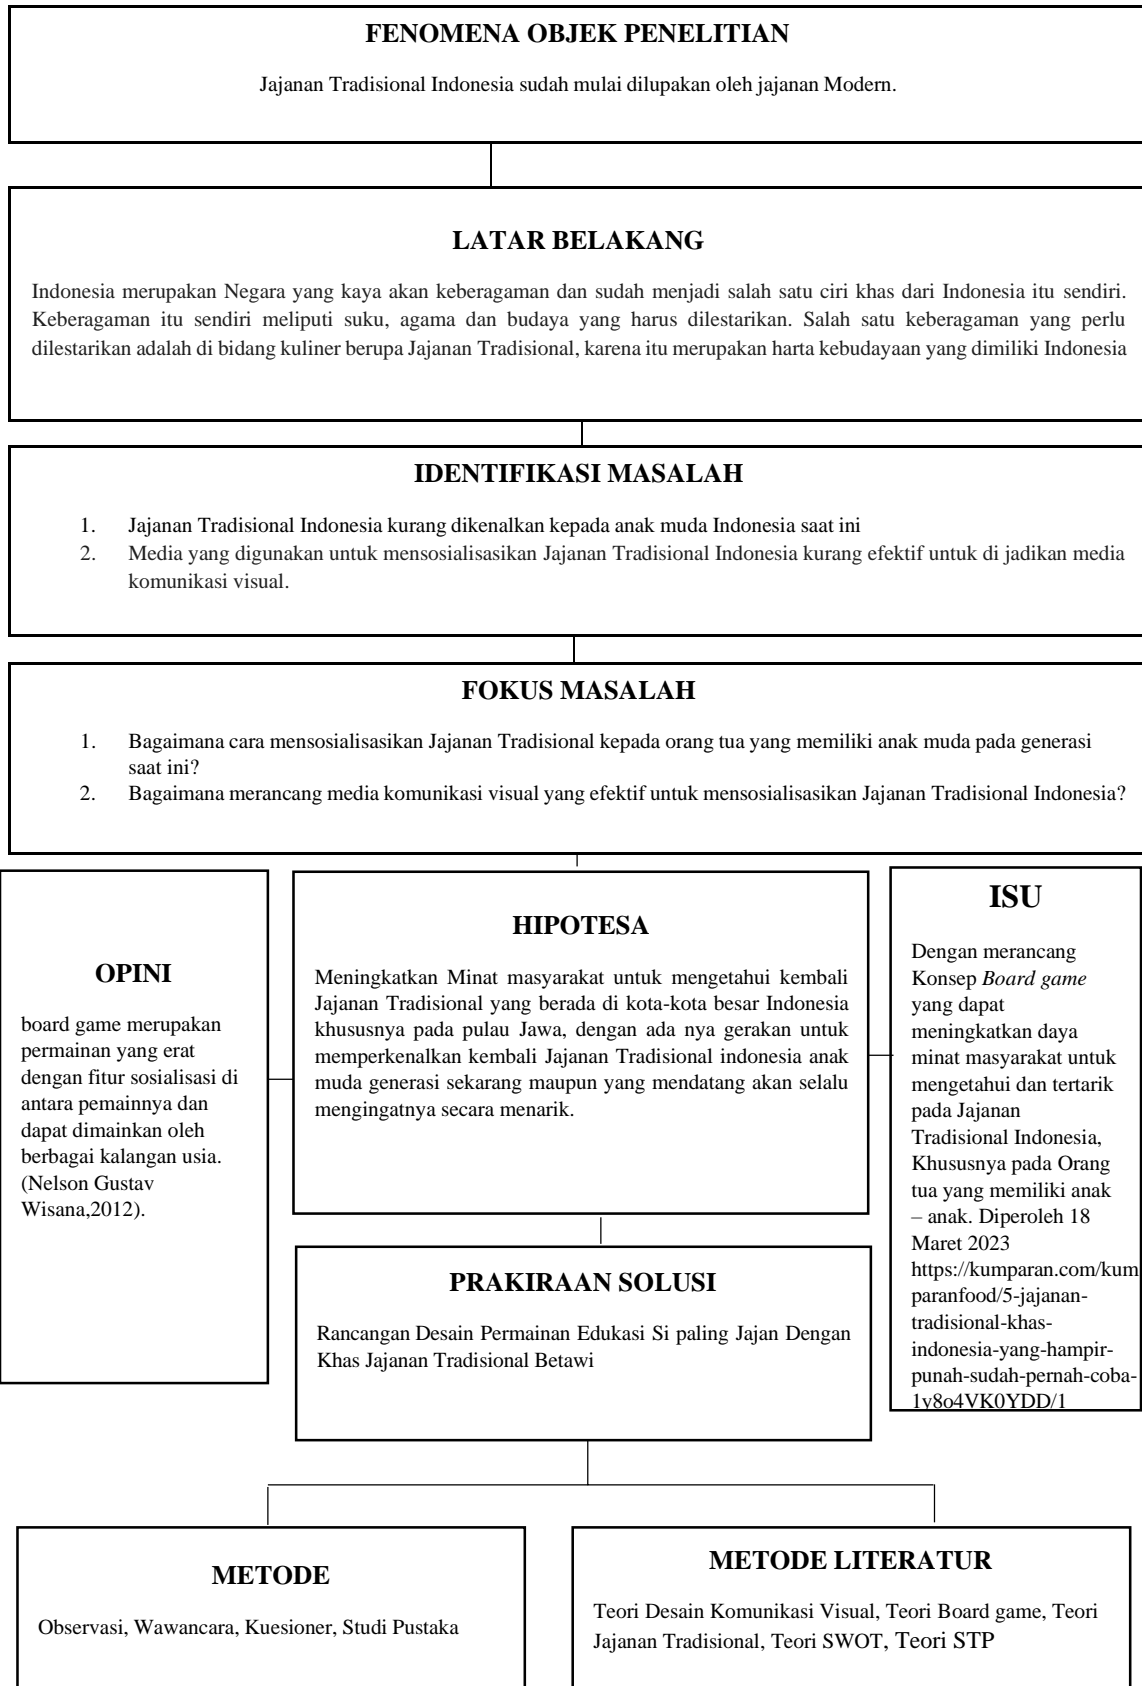 FENOMENA OBJEK PENELITIAN
Jajanan Tradisional Indonesia sudah mulai dilupakan oleh jajanan Modern.
LATAR BELAKANG
Indonesia merupakan Negara yang kaya akan keberagaman dan sudah menjadi salah satu ciri khas dari Indonesia itu sendiri.
Keberagaman itu sendiri meliputi suku, agama dan budaya yang harus dilestarikan. Salah satu keberagaman yang perlu
dilestarikan adalah di bidang kuliner berupa Jajanan Tradisional, karena itu merupakan harta kebudayaan yang dimiliki Indonesia
IDENTIFIKASI MASALAH
1. Jajanan Tradisional Indonesia kurang dikenalkan kepada anak muda Indonesia saat ini
2. Media yang digunakan untuk mensosialisasikan Jajanan Tradisional Indonesia kurang efektif untuk di jadikan media
komunikasi visual.
FOKUS MASALAH
1. Bagaimana cara mensosialisasikan Jajanan Tradisional kepada orang tua yang memiliki anak muda pada generasi
saat ini?
2. Bagaimana merancang media komunikasi visual yang efektif untuk mensosialisasikan Jajanan Tradisional Indonesia?
OPINI
board game merupakan
permainan yang erat
dengan fitur sosialisasi di
antara pemainnya dan
dapat dimainkan oleh
berbagai kalangan usia.
(Nelson Gustav
Wisana,2012).
HIPOTESA
Meningkatkan Minat masyarakat untuk mengetahui kembali
Jajanan Tradisional yang berada di kota-kota besar Indonesia
khususnya pada pulau Jawa, dengan ada nya gerakan untuk
memperkenalkan kembali Jajanan Tradisional indonesia anak
muda generasi sekarang maupun yang mendatang akan selalu
mengingatnya secara menarik.
ISU
Dengan merancang
Konsep Board game
yang dapat
meningkatkan daya
minat masyarakat untuk
mengetahui dan tertarik
pada Jajanan
Tradisional Indonesia,
Khususnya pada Orang
tua yang memiliki anak
– anak. Diperoleh 18
Maret 2023
https://kumparan.com/kum
paranfood/5-jajanan-
tradisional-khas-
indonesia-yang-hampir-
punah-sudah-pernah-coba-
1y8o4VK0YDD/1
PRAKIRAAN SOLUSI
Rancangan Desain Permainan Edukasi Si paling Jajan Dengan
Khas Jajanan Tradisional Betawi
METODE
Observasi, Wawancara, Kuesioner, Studi Pustaka
METODE LITERATUR
Teori Desain Komunikasi Visual, Teori Board game, Teori
Jajanan Tradisional, Teori SWOT, Teori STP